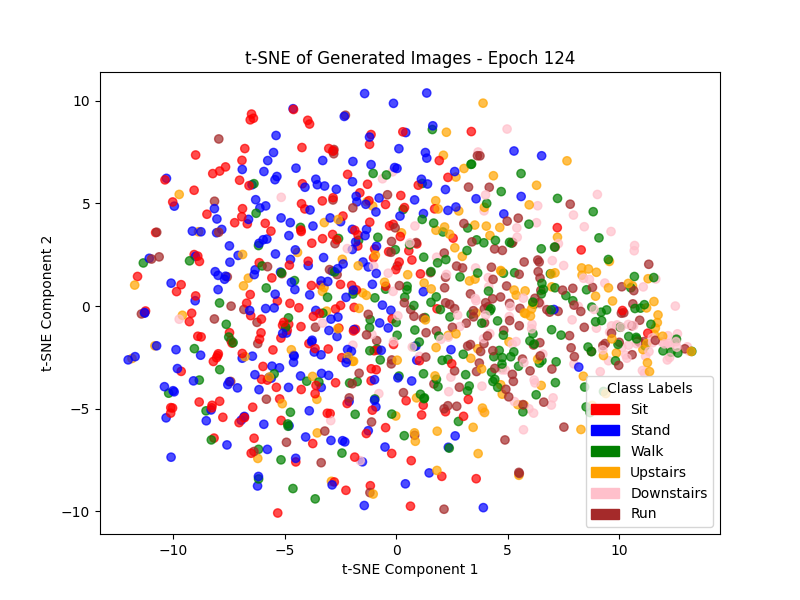 t-SNE of Generated Images - Epoch 124
10
5
0
−5
−10
t-SNE Component 2
−10
−5
0
5
10
t-SNE Component 1
Class Labels
Sit
Stand
Walk
Upstairs
Downstairs
Run